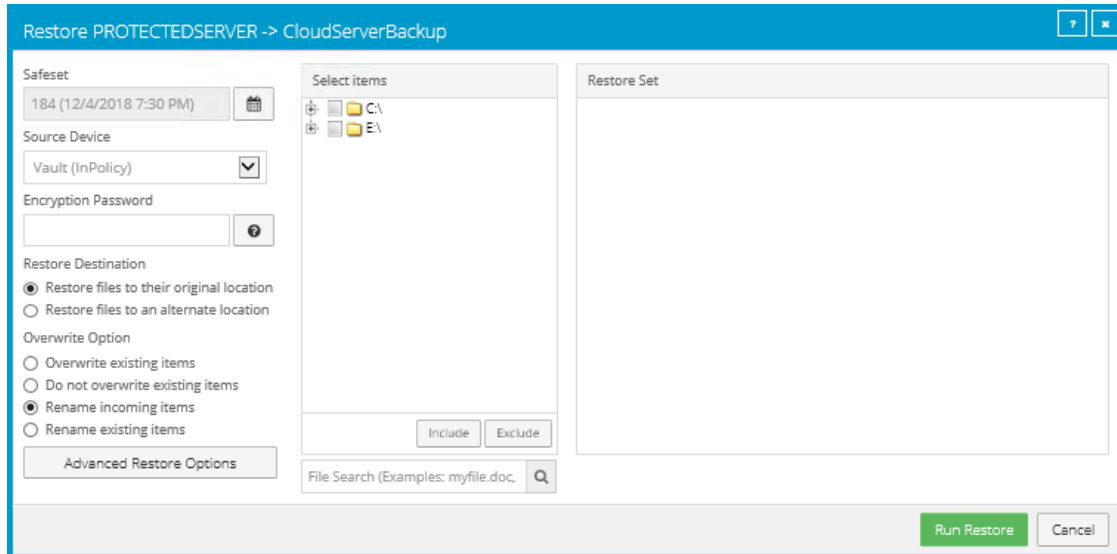 Restore PROTECTEDSERVER -> CloudServerBackup
Safeset
184 (12/4/2018 7:30 PM)
Source Device
Vault (InPolicy)
Encryption Password
Restore Destination
Restore files to their original location
Restore files to an alternate location
Overwrite Option
Overwrite existing items
Do not overwrite existing items
Rename incoming items
Rename existing items
Advanced Restore Options
Select items
C:\
E:\
Include Exclude
File Search (Examples: myfile.doc,
Restore Set
Run Restore Cancel